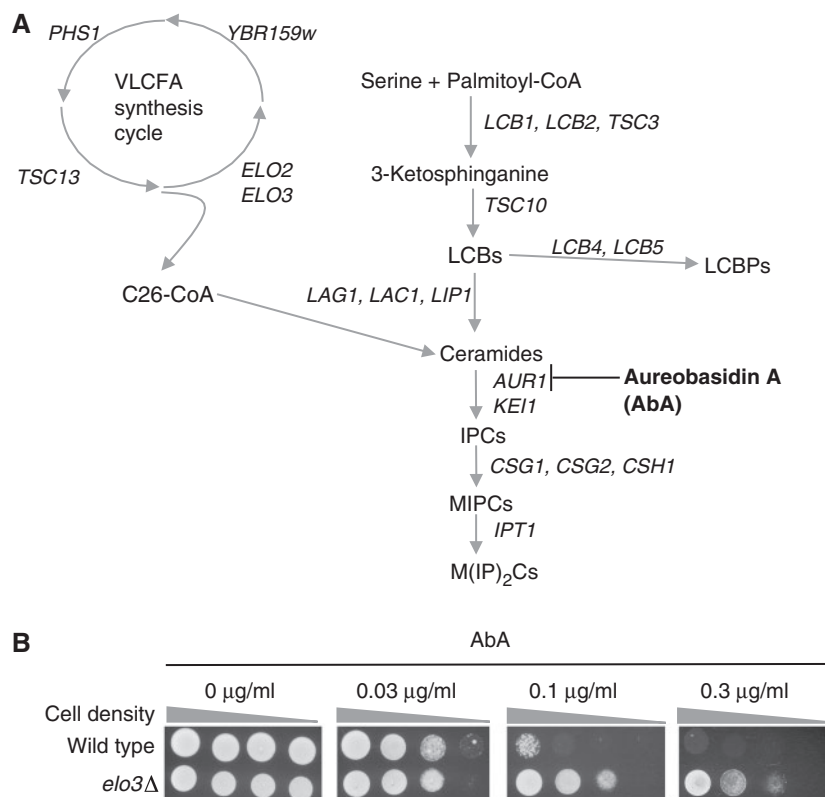 A
PHS1
YBR159w
VLCFA
synthesis
cycle
TSC13
ELO2
ELO3
C26-CoA
Serine + Palmitoyl-CoA
LCB1, LCB2, TSC3
3-Ketosphinganine
TSC10
LCBs
LCB4, LCB5
LCBPs
LAG1, LAC1, LIP1
Ceramides
AUR1
KEI1
Aureobasidin A
(AbA)
IPCs
CSG1, CSG2, CSH1
MIPCs
IPT1
M(IP)₂Cs
B
AbA
0 μg/ml
0.03 μg/ml
0.1 μg/ml
0.3 μg/ml
Cell density
Wild type
elo3Δ